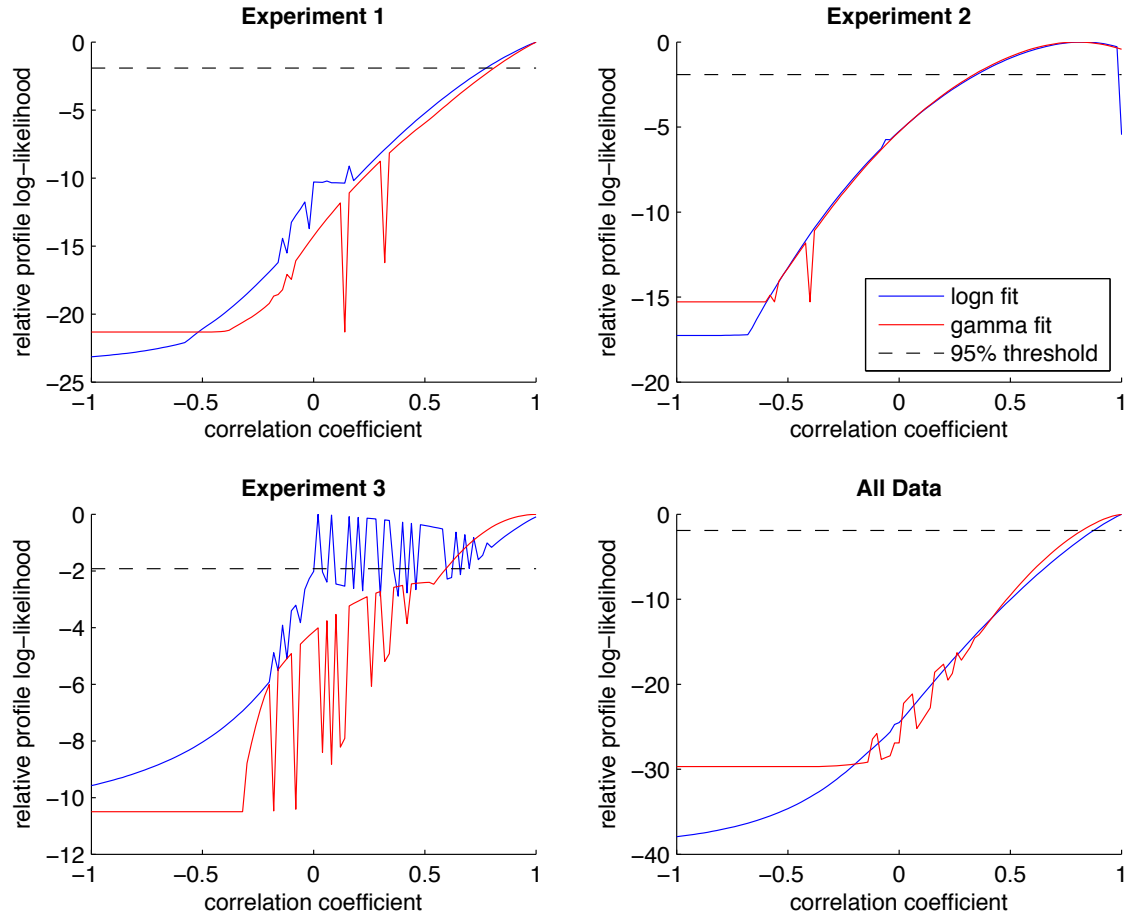 Experiment 1
relative profile log-likelihood
0
−5
−10
−15
−20
−25
−1
−0.5
0
0.5
1
correlation coefficient
Experiment 2
relative profile log-likelihood
0
−5
−10
−15
−20
−1
−0.5
0
0.5
1
correlation coefficient
logn fit
gamma fit
95% threshold
Experiment 3
relative profile log-likelihood
0
−2
−4
−6
−8
−10
−12
−1
−0.5
0
0.5
1
correlation coefficient
All Data
relative profile log-likelihood
0
−10
−20
−30
−40
−1
−0.5
0
0.5
1
correlation coefficient